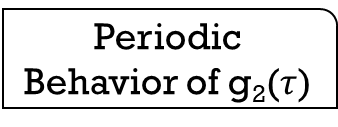 Periodic
Behavior of g₂(τ)